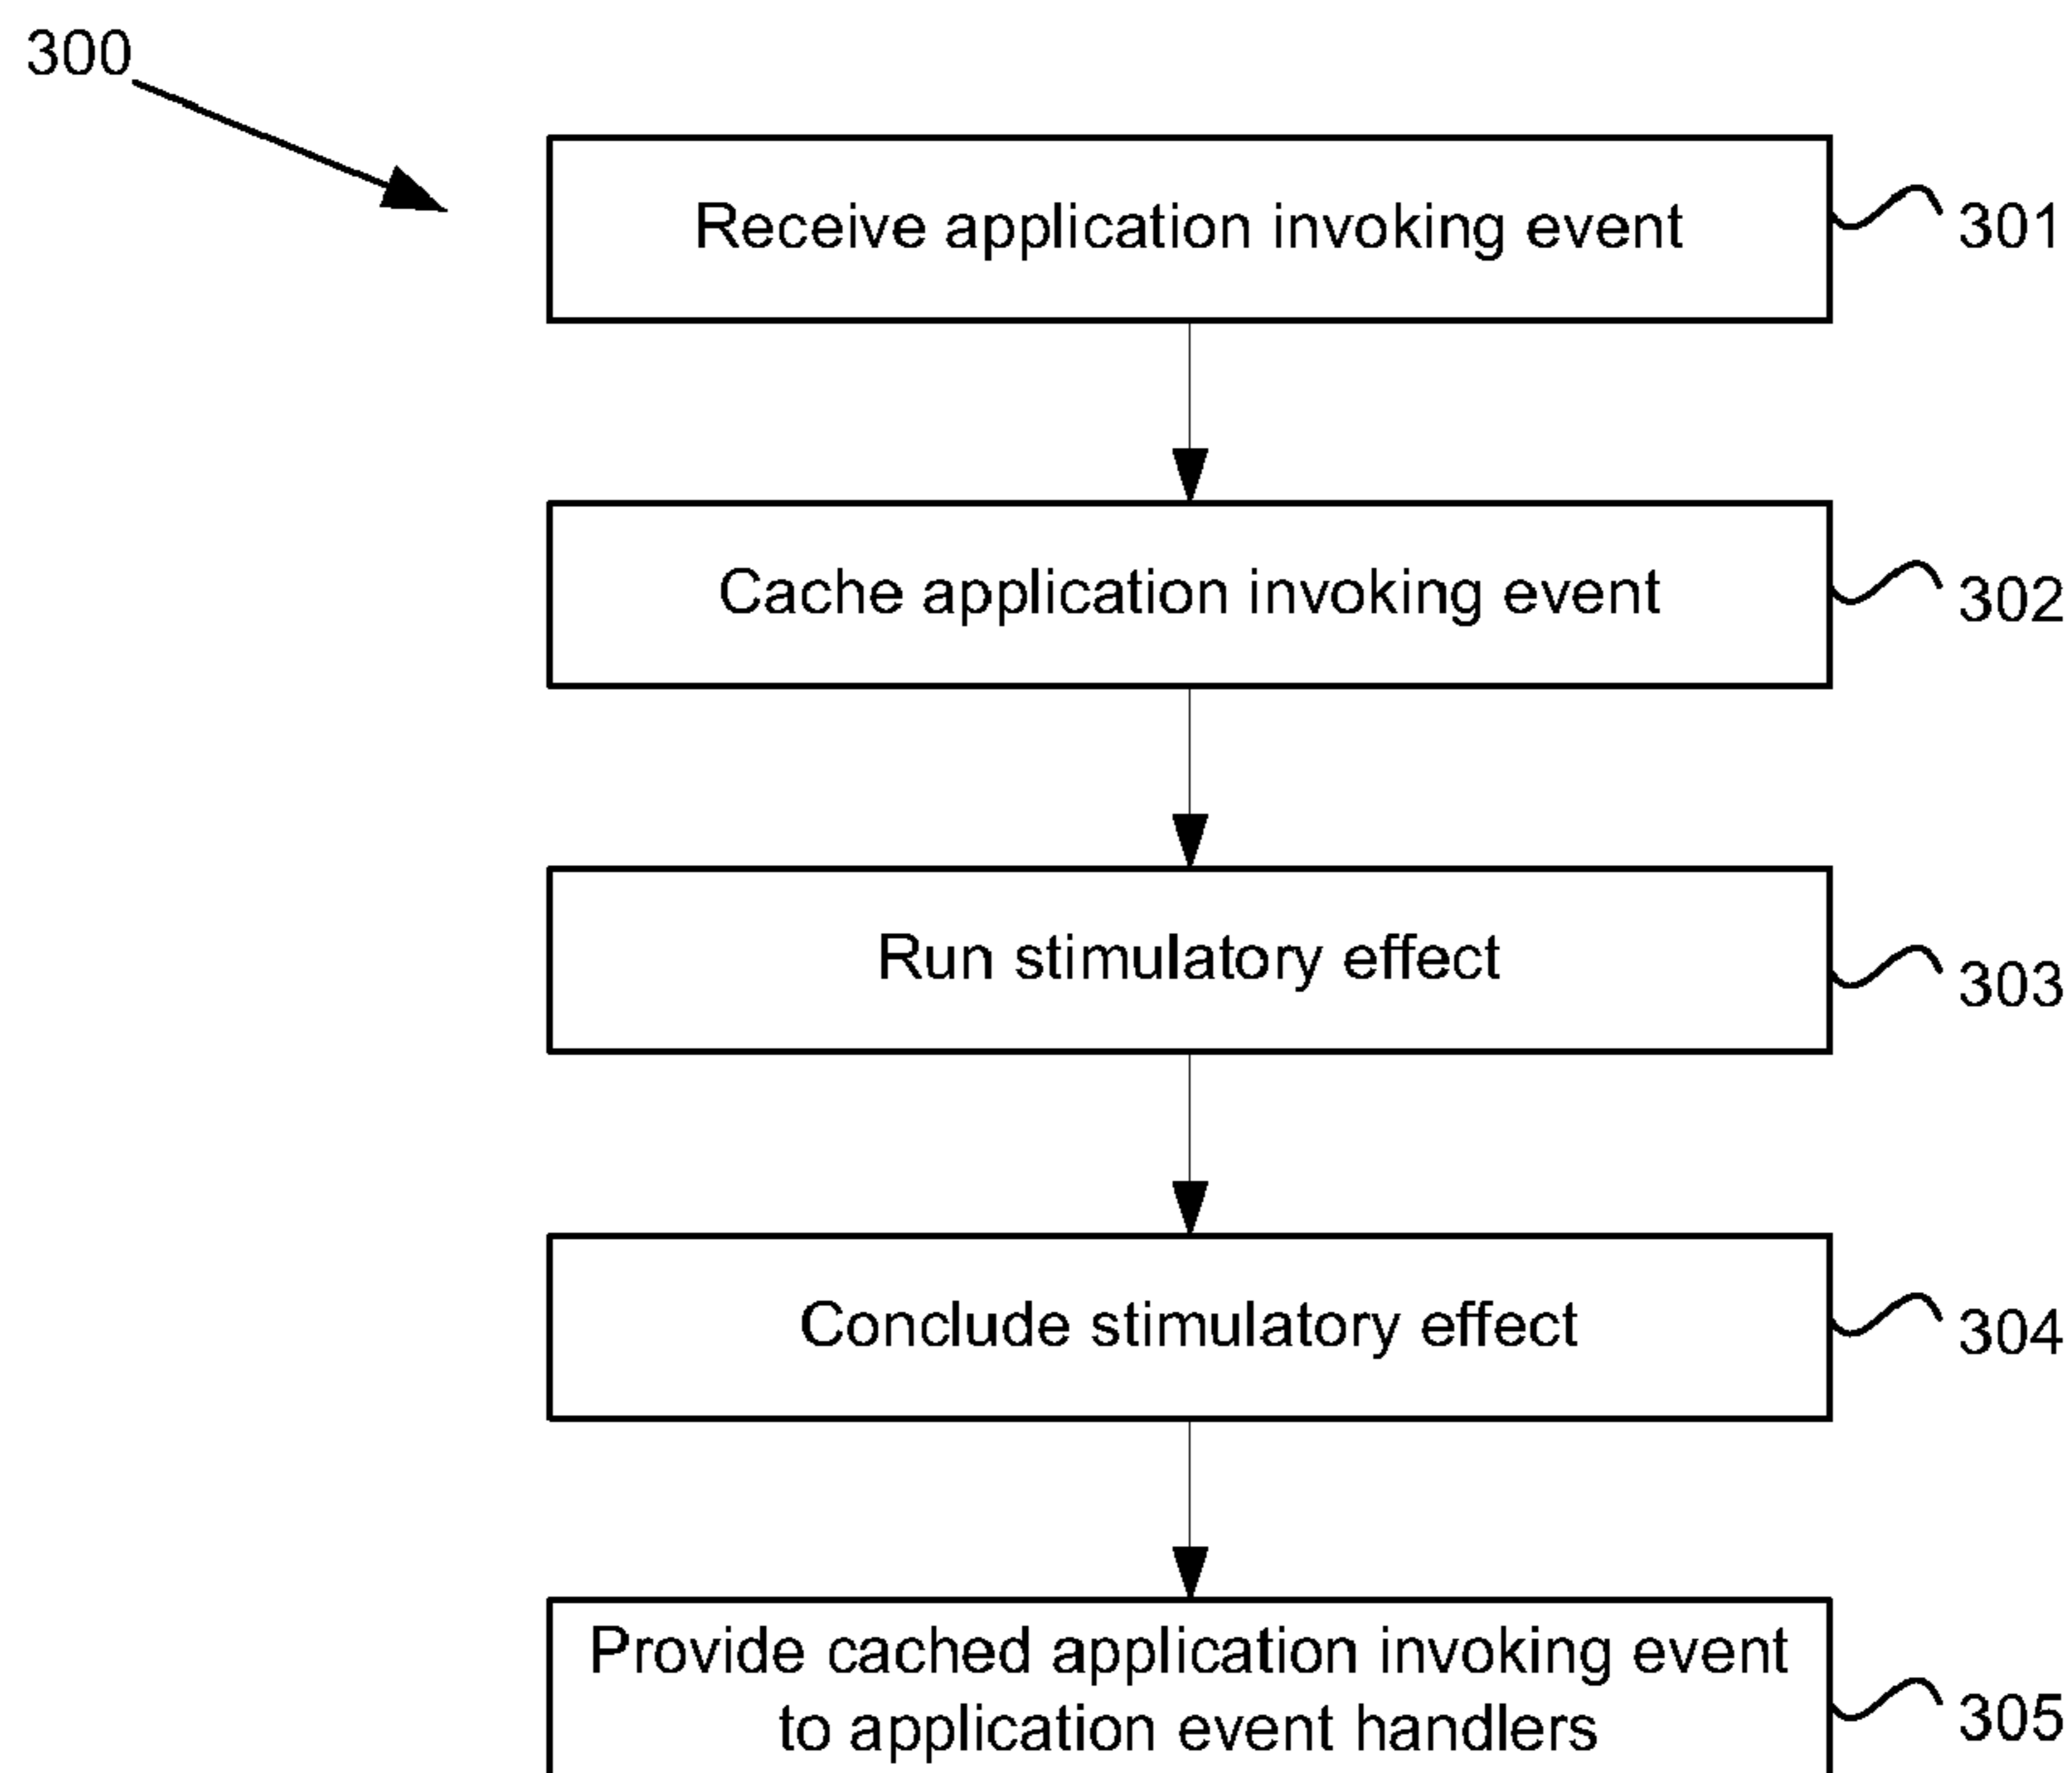 300
Receive application invoking event
301
Cache application invoking event
302
Run stimulatory effect
303
Conclude stimulatory effect
304
Provide cached application invoking event
to application event handlers
305